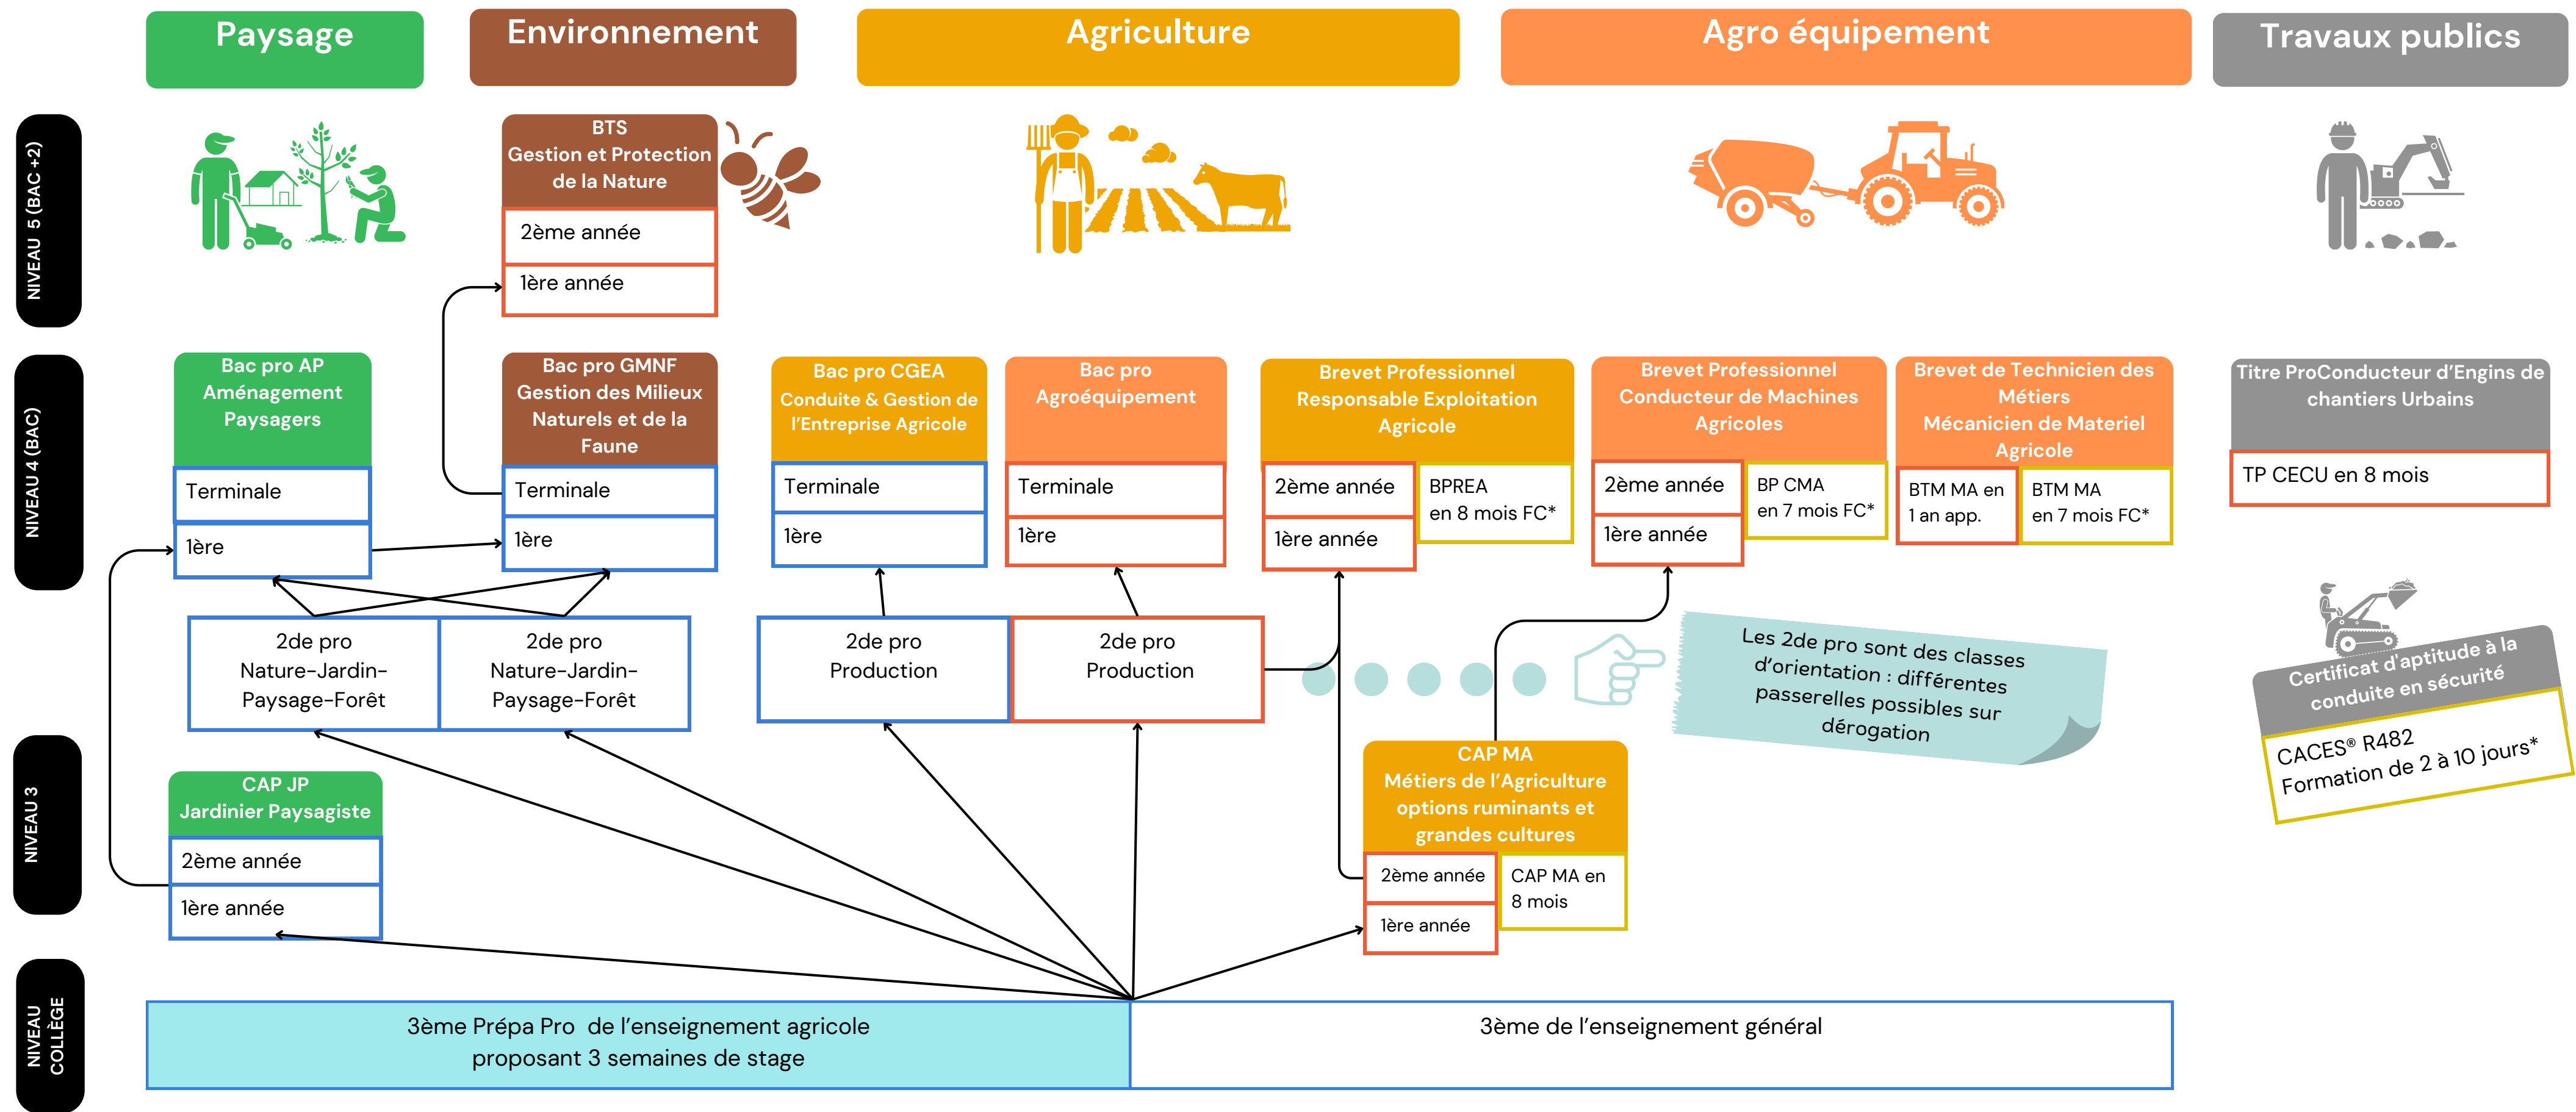 Paysage
Environnement
Agriculture
Agro équipement
Travaux publics
NIVEAU 5 (BAC +2)
BTS
Gestion et Protection
de la Nature
2ème année
1ère année
NIVEAU 4 (BAC)
Bac pro AP
Aménagement
Paysagers
Terminale
1ère
Bac pro GMNF
Gestion des Milieux
Naturels et de la
Faune
Terminale
1ère
Bac pro CGEA
Conduite & Gestion de
l'Entreprise Agricole
Terminale
1ère
Bac pro
Agroéquipement
Terminale
1ère
Brevet Professionnel
Responsable Exploitation
Agricole
2ème année
1ère année
BPREA
en 8 mois FC*
Brevet Professionnel
Conducteur de Machines
Agricoles
2ème année
1ère année
BP CMA
en 7 mois FC*
Brevet de Technicien des
Métiers
Mécanicien de Materiel
Agricole
BTM MA en
1 an app.
BTM MA
en 7 mois FC*
Titre ProConducteur d'Engins de
chantiers Urbains
TP CECU en 8 mois
2de pro
Nature-Jardin-
Paysage-Forêt
2de pro
Nature-Jardin-
Paysage-Forêt
2de pro
Production
2de pro
Production
Les 2de pro sont des classes
d'orientation : différentes
passerelles possibles sur
dérogation
Certificat d'aptitude à la
conduite en sécurité
CACES® R482
Formation de 2 à 10 jours*
NIVEAU 3
CAP JP
Jardinier Paysagiste
2ème année
1ère année
CAP MA
Métiers de l'Agriculture
options ruminants et
grandes cultures
2ème année
1ère année
CAP MA en
8 mois
NIVEAU
COLLÈGE
3ème Prépa Pro  de l'enseignement agricole
proposant 3 semaines de stage
3ème de l'enseignement général